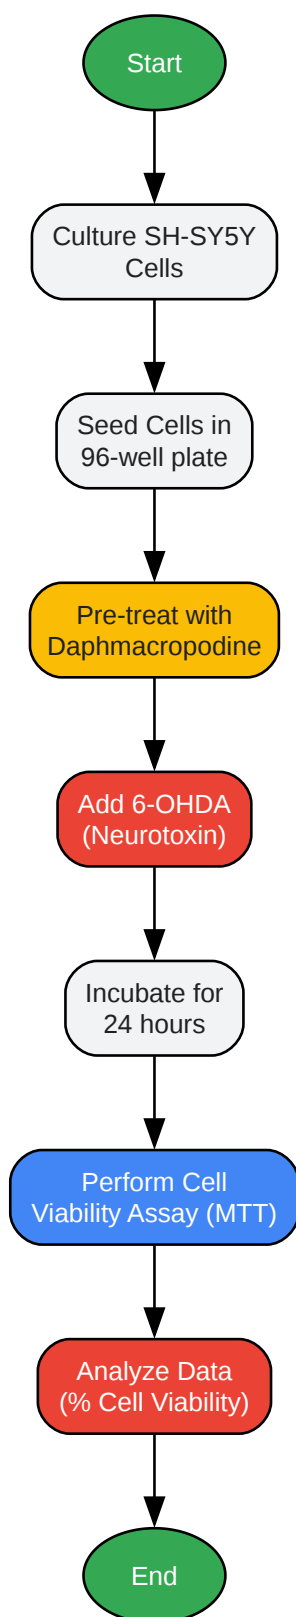 Start
Culture SH-SY5Y
Cells
Seed Cells in
96-well plate
Pre-treat with
Daphmacropodine
Add 6-OHDA
(Neurotoxin)
Incubate for
24 hours
Perform Cell
Viability Assay (MTT)
Analyze Data
(% Cell Viability)
End